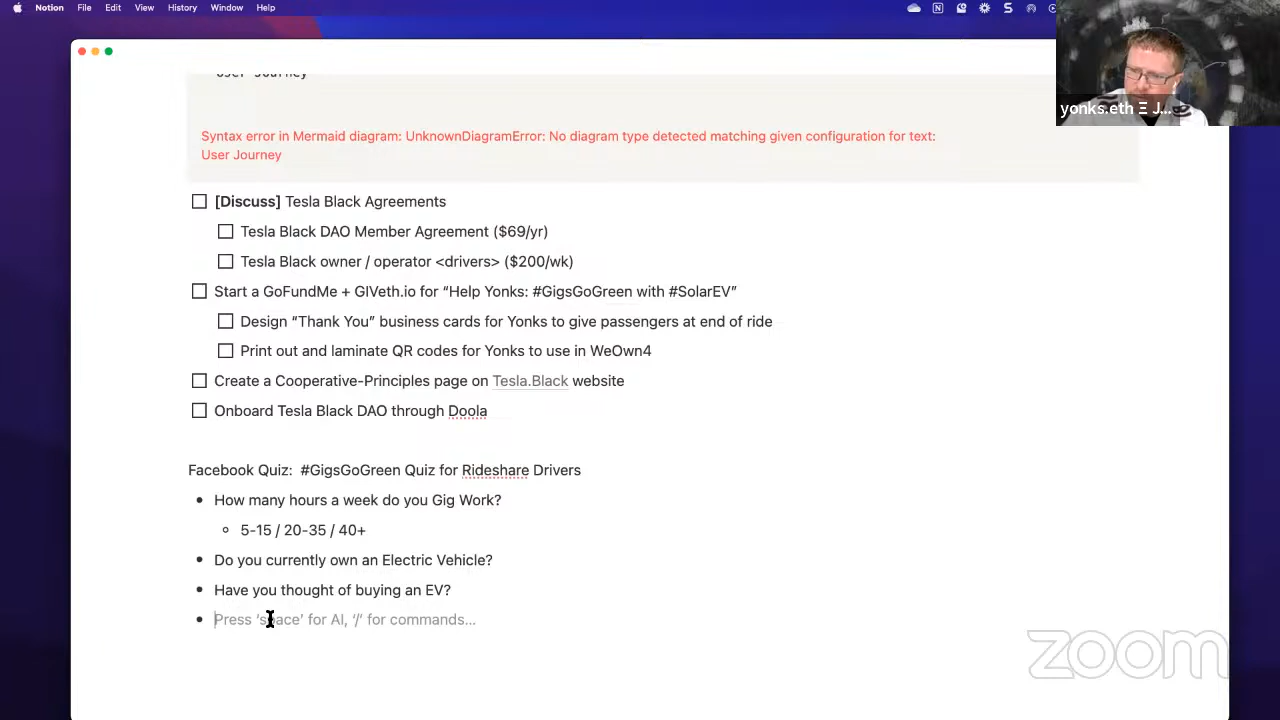 Notion File Edit View History Window Help
User Journey
Syntax error in Mermaid diagram: UnknownDiagramError: No diagram type detected matching given configuration for text:
User Journey
[Discuss] Tesla Black Agreements
Tesla Black DAO Member Agreement ($69/yr)
Tesla Black owner / operator <drivers> ($200/wk)
Start a GoFundMe + GIVeth.io for “Help Yonks: #GigsGoGreen with #SolarEV”
Design “Thank You” business cards for Yonks to give passengers at end of ride
Print out and laminate QR codes for Yonks to use in WeOwn4
Create a Cooperative-Principles page on Tesla.Black website
Onboard Tesla Black DAO through Doola
Facebook Quiz: #GigsGoGreen Quiz for Rideshare Drivers
How many hours a week do you Gig Work?
5-15 / 20-35 / 40+
Do you currently own an Electric Vehicle?
Have you thought of buying an EV?
Press ‘space’ for AI, ‘/’ for commands...
yonks.eth Ξ J...
zoom